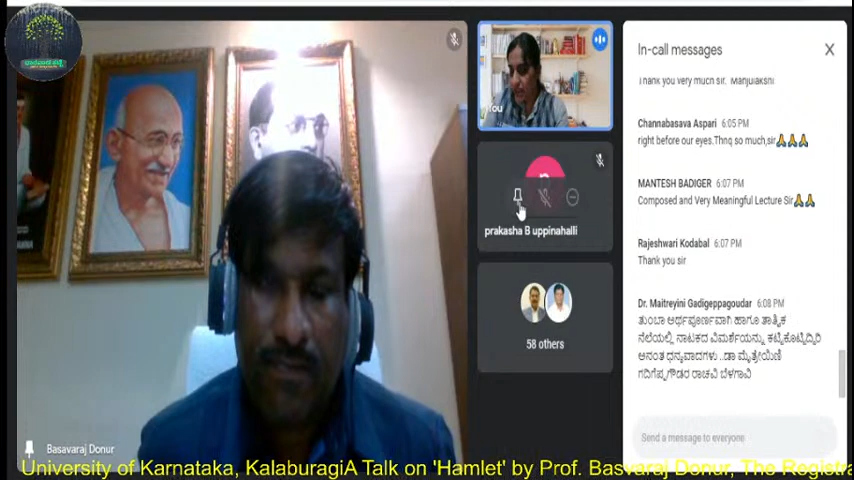 In-call messages
Thank you very much sir. Manjulakshi
Channabasava Aspari 6:05 PM
right before our eyes.Thnq so much,sir🙏🙏🙏
MANTESH BADIGER 6:07 PM
Composed and Very Meaningful Lecture Sir🙏🙏
Rajeshwari Kodabal 6:07 PM
Thank you sir
Dr. Maitreyini Gadigeppagoudar 6:08 PM
ತುಂಬಾ ಅರ್ಥಪೂರ್ಣವಾಗಿ ಹಾಗೂ ತಾತ್ವಿಕ
ನೆಲೆಯಲ್ಲಿ ನಾಟಕದ ವಿಮರ್ಶೆಯನ್ನು ಕಟ್ಟಿಕೊಟ್ಟಿದ್ದಿರಿ
ಅನಂತ ಧನ್ಯವಾದಗಳು ..ಡಾ ಮೈತ್ರೇಯಿಣಿ
ಗದಿಗೆಪ್ಪಗೌಡರ ರಾಚವಿ ಬೆಳಗಾವಿ
Send a message to everyone
You
prakasha B uppinahalli
58 others
Basavaraj Donur
University of Karnataka, KalaburagiA Talk on 'Hamlet' by Prof. Basvaraj Donur, The Registra